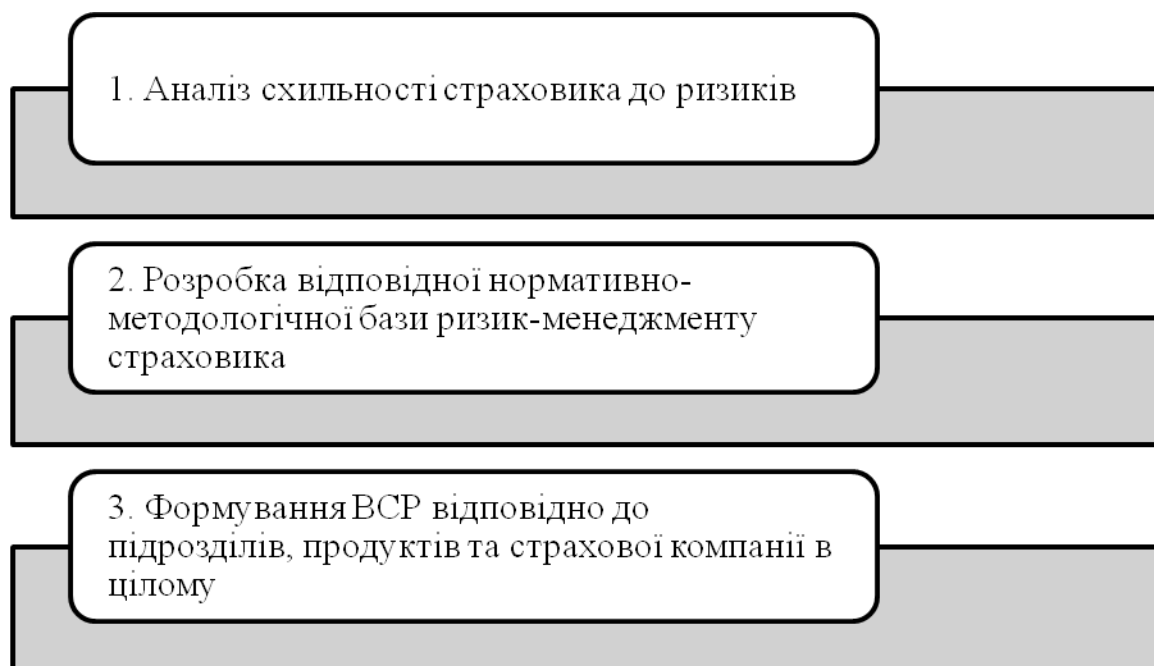 1. Аналіз схильності страховика до ризиків
2. Розробка відповідної нормативно-
методологічної бази ризик-менеджменту
страховика
3. Формування ВСР відповідно до
підрозділів, продуктів та страхової компанії в
цілому